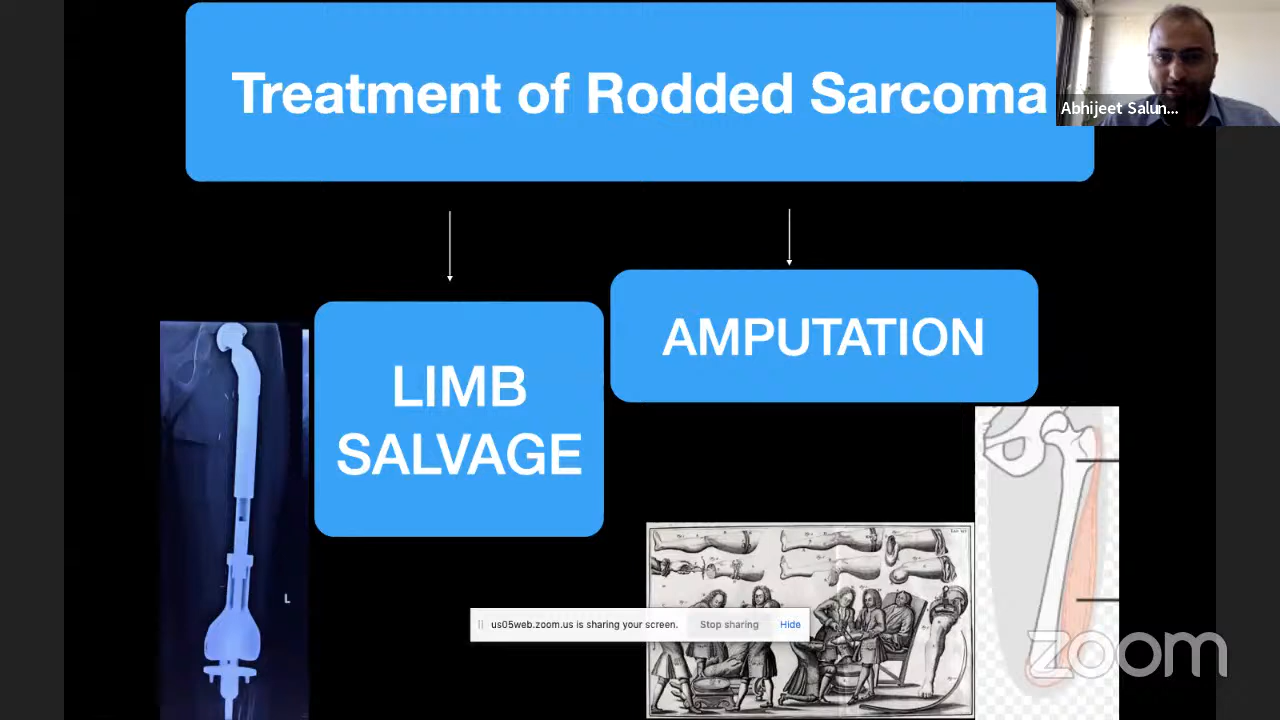 Treatment of Rodded Sarcoma
Abhijeet Salun...
AMPUTATION
LIMB
SALVAGE
L
us05web.zoom.us is sharing your screen.
Stop sharing
Hide
zoom